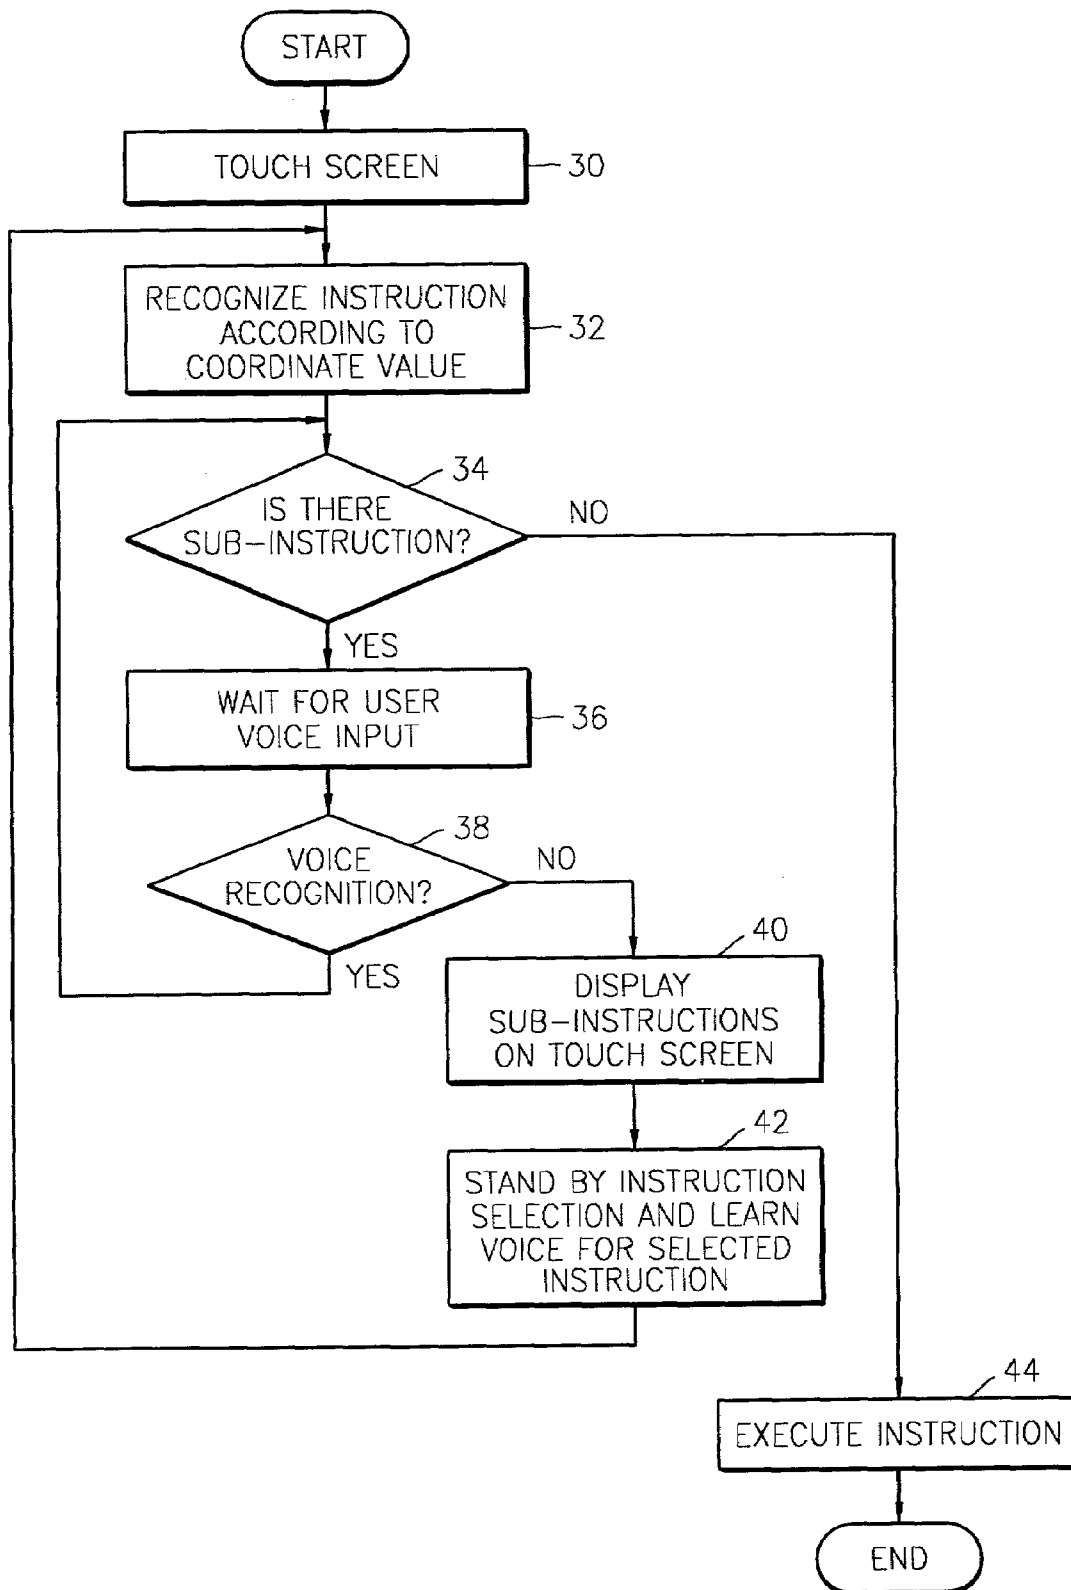 START
TOUCH SCREEN
30
RECOGNIZE INSTRUCTION
ACCORDING TO
COORDINATE VALUE
32
34
IS THERE
SUB-INSTRUCTION?
NO
YES
WAIT FOR USER
VOICE INPUT
36
38
VOICE
RECOGNITION?
NO
YES
40
DISPLAY
SUB-INSTRUCTIONS
ON TOUCH SCREEN
42
STAND BY INSTRUCTION
SELECTION AND LEARN
VOICE FOR SELECTED
INSTRUCTION
44
EXECUTE INSTRUCTION
END